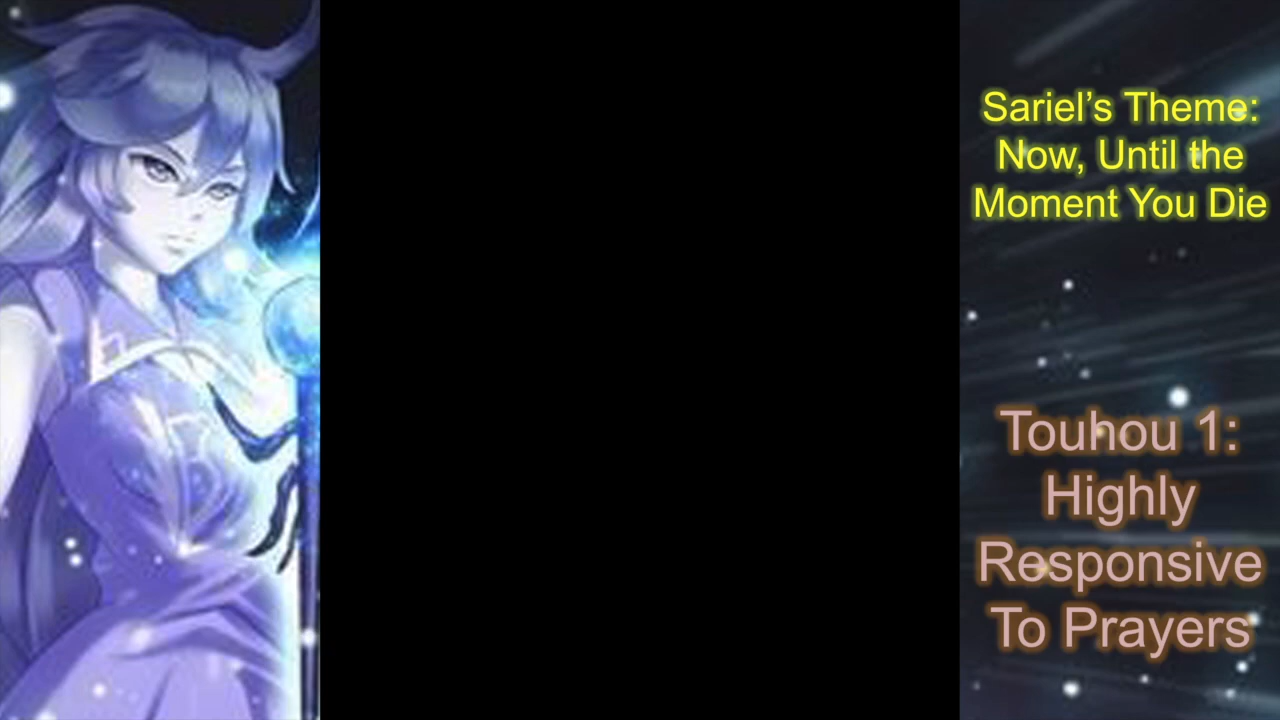 Sariel’s Theme:
Now, Until the
Moment You Die
Touhou 1:
Highly
Responsive
To Prayers